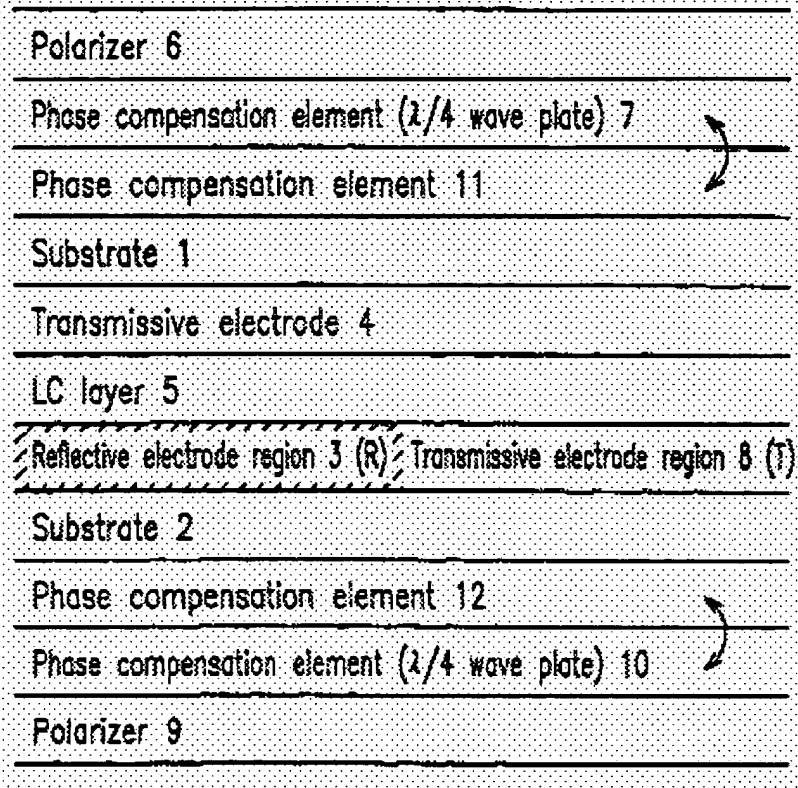 Polarizer 6
Phase compensation element (λ/4 wave plate) 7
Phase compensation element 11
Substrate 1
Transmissive electrode 4
LC layer 5
Reflective electrode region 3 (R) Transmissive electrode region 8 (T)
Substrate 2
Phase compensation element 12
Phase compensation element (λ/4 wave plate) 10
Polarizer 9